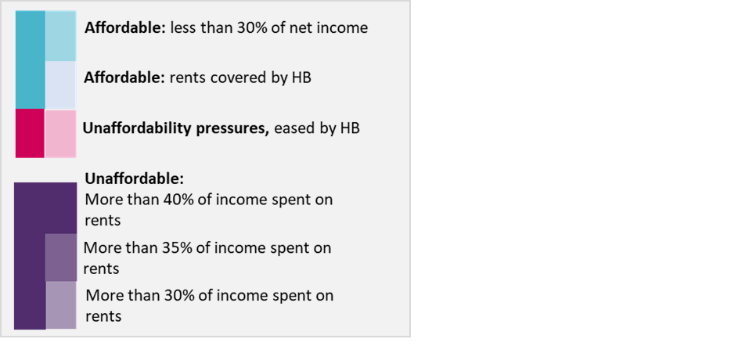 Affordable: less than 30% of net income
Affordable: rents covered by HB
Unaffordability pressures, eased by HB
Unaffordable:
More than 40% of income spent on
rents
More than 35% of income spent on
rents
More than 30% of income spent on
rents